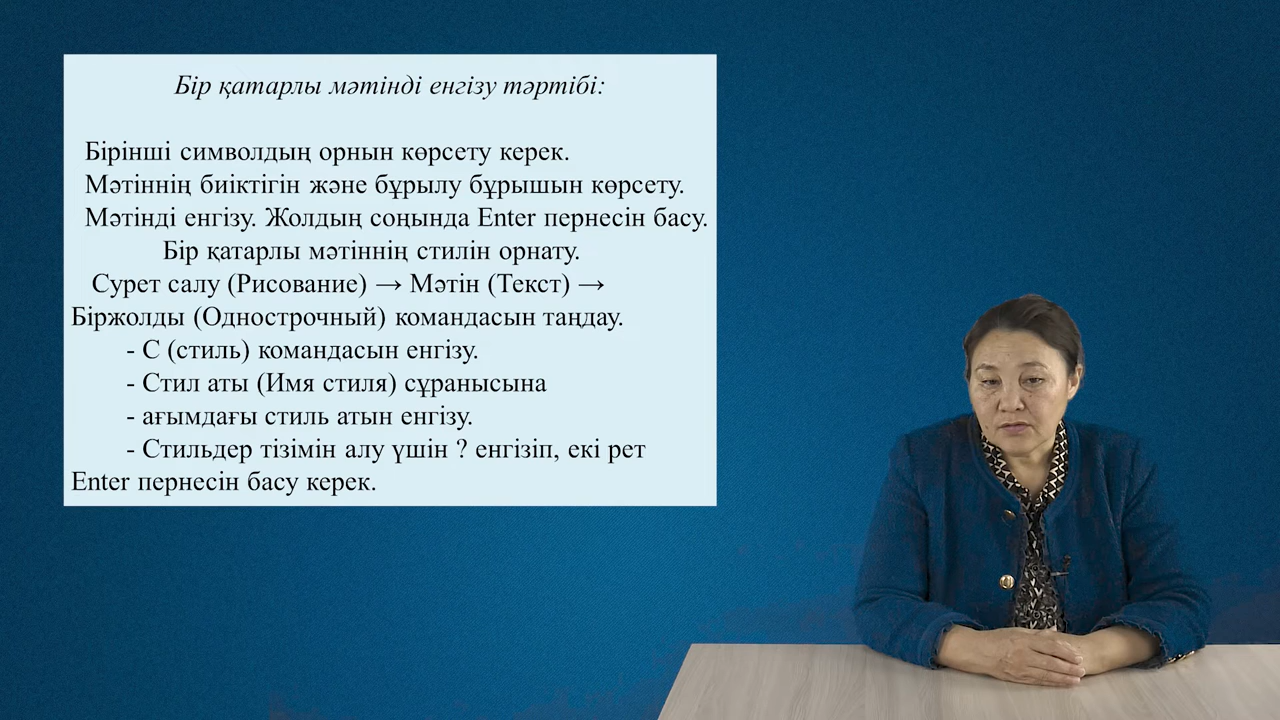 Бір қатарлы мәтінді енгізу тәртібі:
Бірінші символдың орнын көрсету керек.
Мәтіннің биіктігін және бұрылу бұрышын көрсету.
Мәтінді енгізу. Жолдың соңында Enter пернесін басу.
Бір қатарлы мәтіннің стилін орнату.
Сурет салу (Рисование) → Мәтін (Текст) →
Біржолды (Однострочный) командасын таңдау.
- С (стиль) командасын енгізу.
- Стил аты (Имя стиля) сұранысына
- ағымдағы стиль атын енгізу.
- Стильдер тізімін алу үшін ? енгізіп, екі рет
Enter пернесін басу керек.